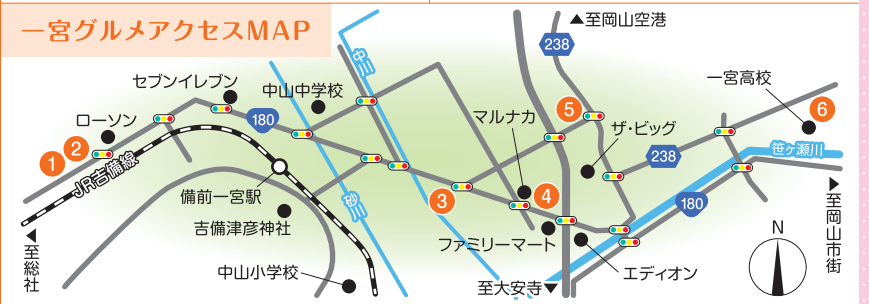 一宮グルメアクセスMAP
至岡山空港
238
中川
セブンイレブン
中山中学校
一宮高校
ローソン
180
マルナカ
5
6
ザ・ビッグ
1
2
238
笹ヶ瀬川
JR吉備線
備前一宮駅
砂川
3
4
180
至岡山市街
吉備津彦神社
N
ファミリーマート
至総社
中山小学校
エディオン
至大安寺